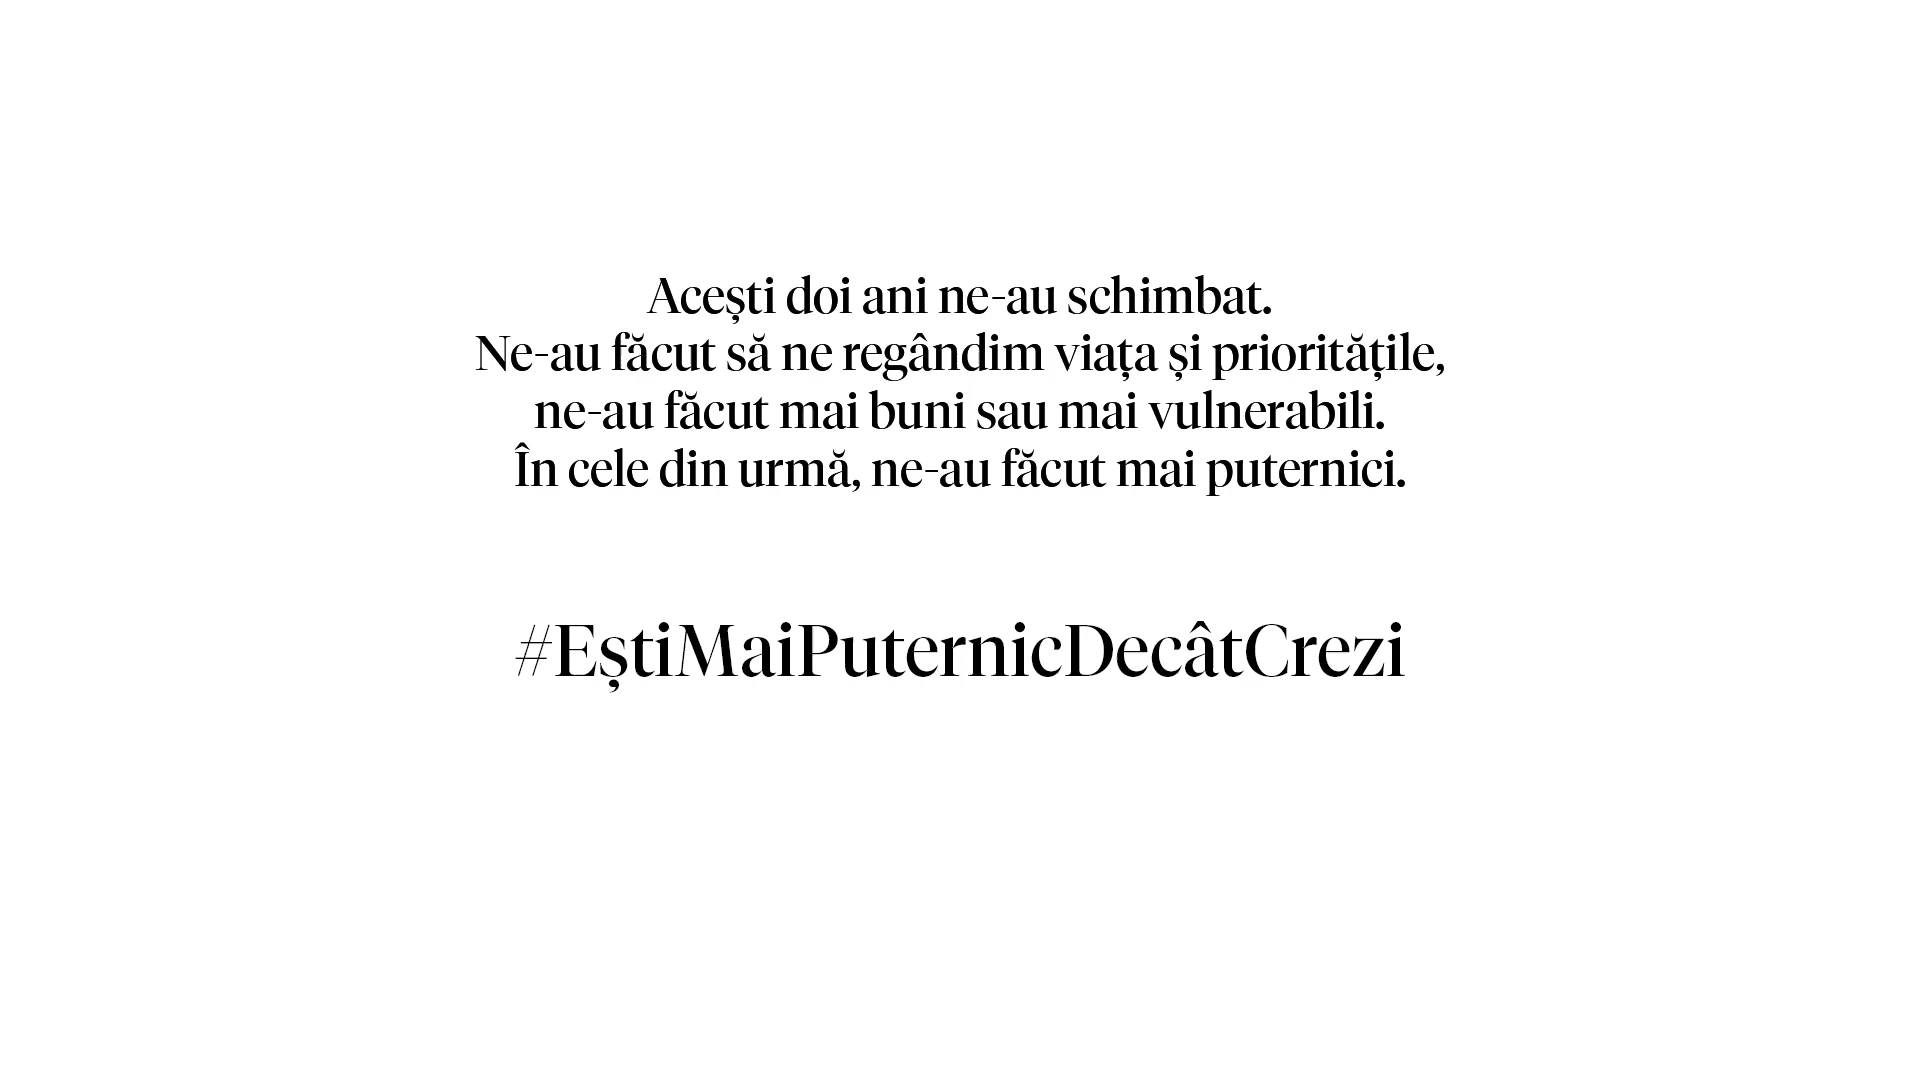 Acești doi ani ne-au schimbat.
Ne-au făcut să ne regândim viața și prioritățile,
ne-au făcut mai buni sau mai vulnerabili.
În cele din urmă, ne-au făcut mai puternici.
#EștiMaiPuternicDecâtCrezi